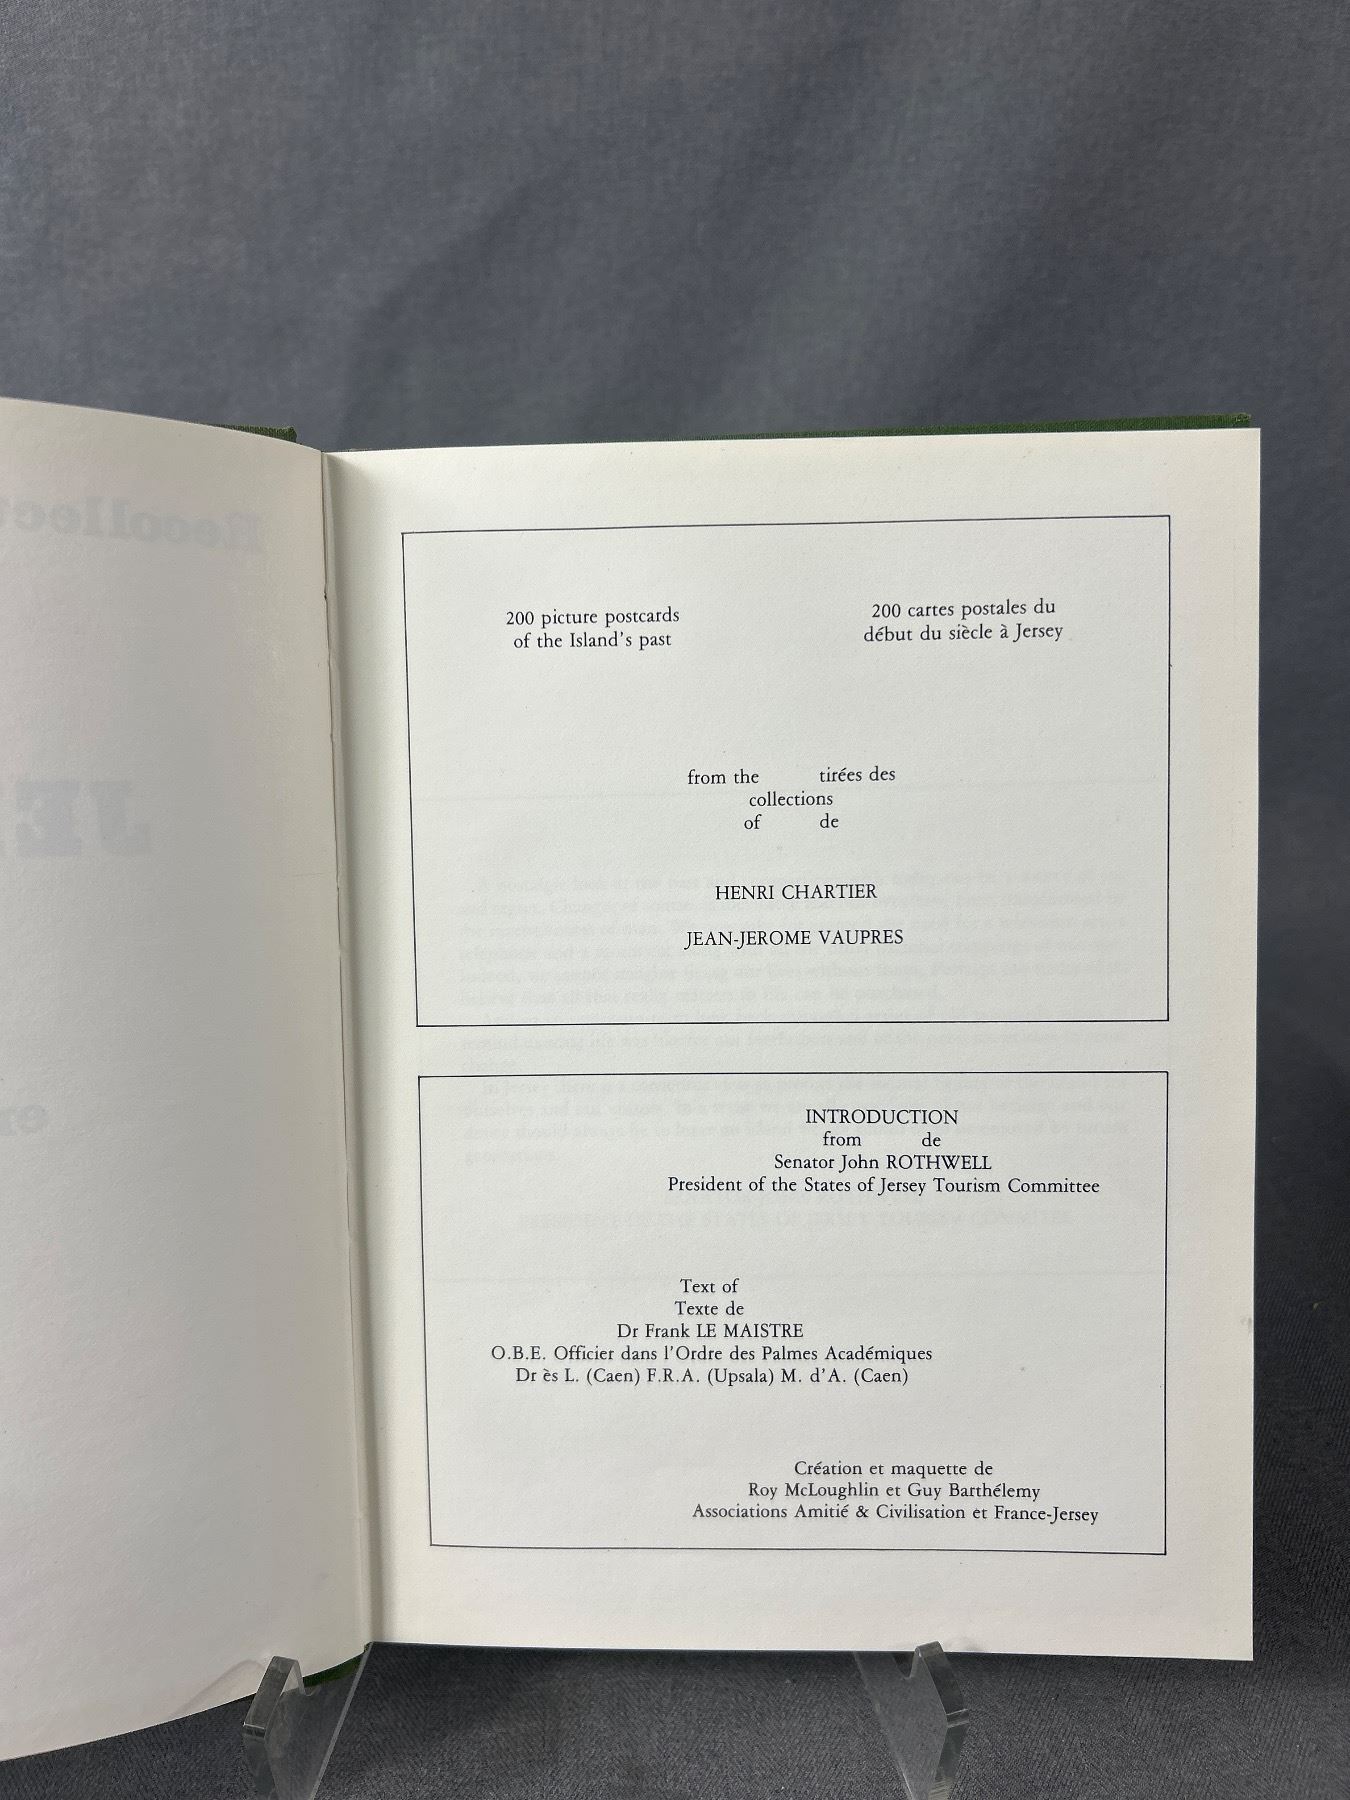 200 picture postcards
of the Island's past
200 cartes postales du
début du siècle à Jersey
from the tirées des
collections
of de
HENRI CHARTIER
JEAN-JEROME VAUPRES
INTRODUCTION
from de
Senator John ROTHWELL
President of the States of Jersey Tourism Committee
Text of
Texte de
Dr Frank LE MAISTRE
O.B.E. Officier dans l'Ordre des Palmes Académiques
Dr ès L. (Caen) F.R.A. (Upsala) M. d'A. (Caen)
Création et maquette de
Roy McLoughlin et Guy Barthélemy
Associations Amitié & Civilisation et France-Jersey